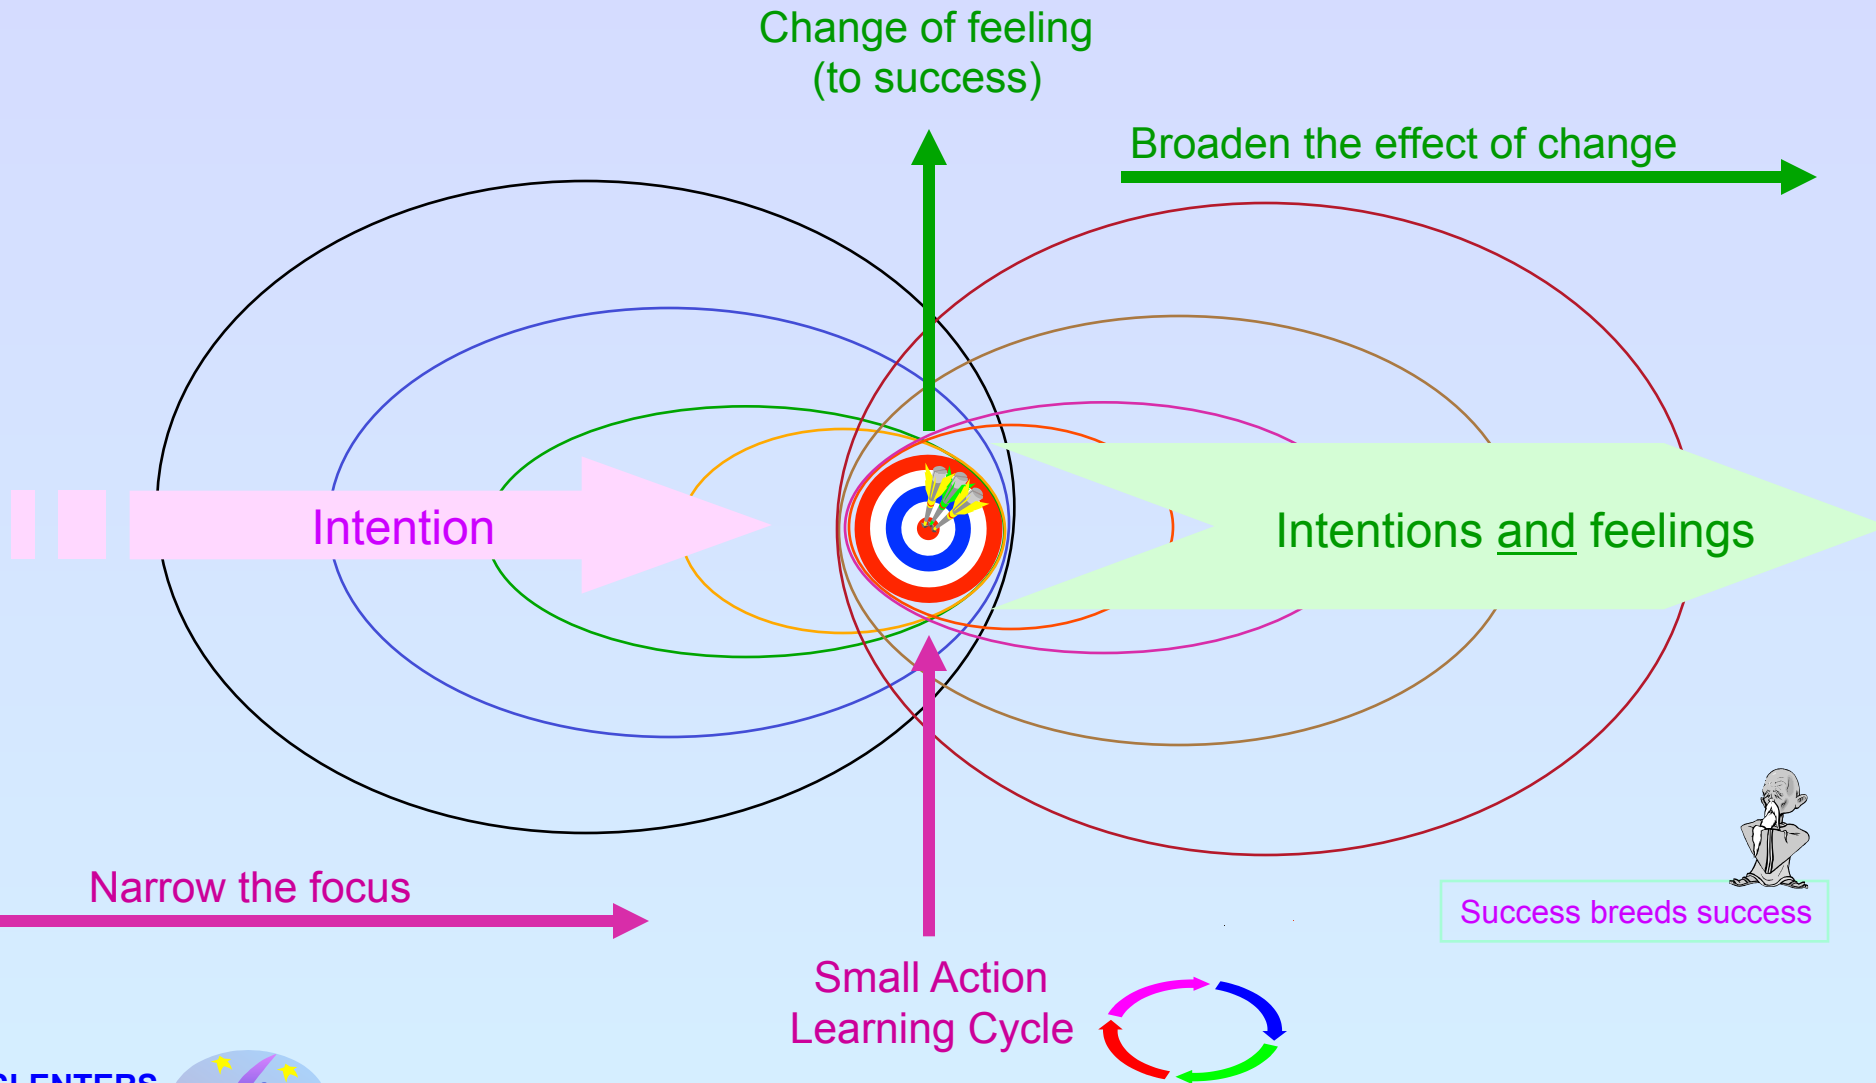 Change of feeling
(to success)
Broaden the effect of change
Intention
Intentions and feelings
Narrow the focus
Success breeds success
Small Action
Learning Cycle